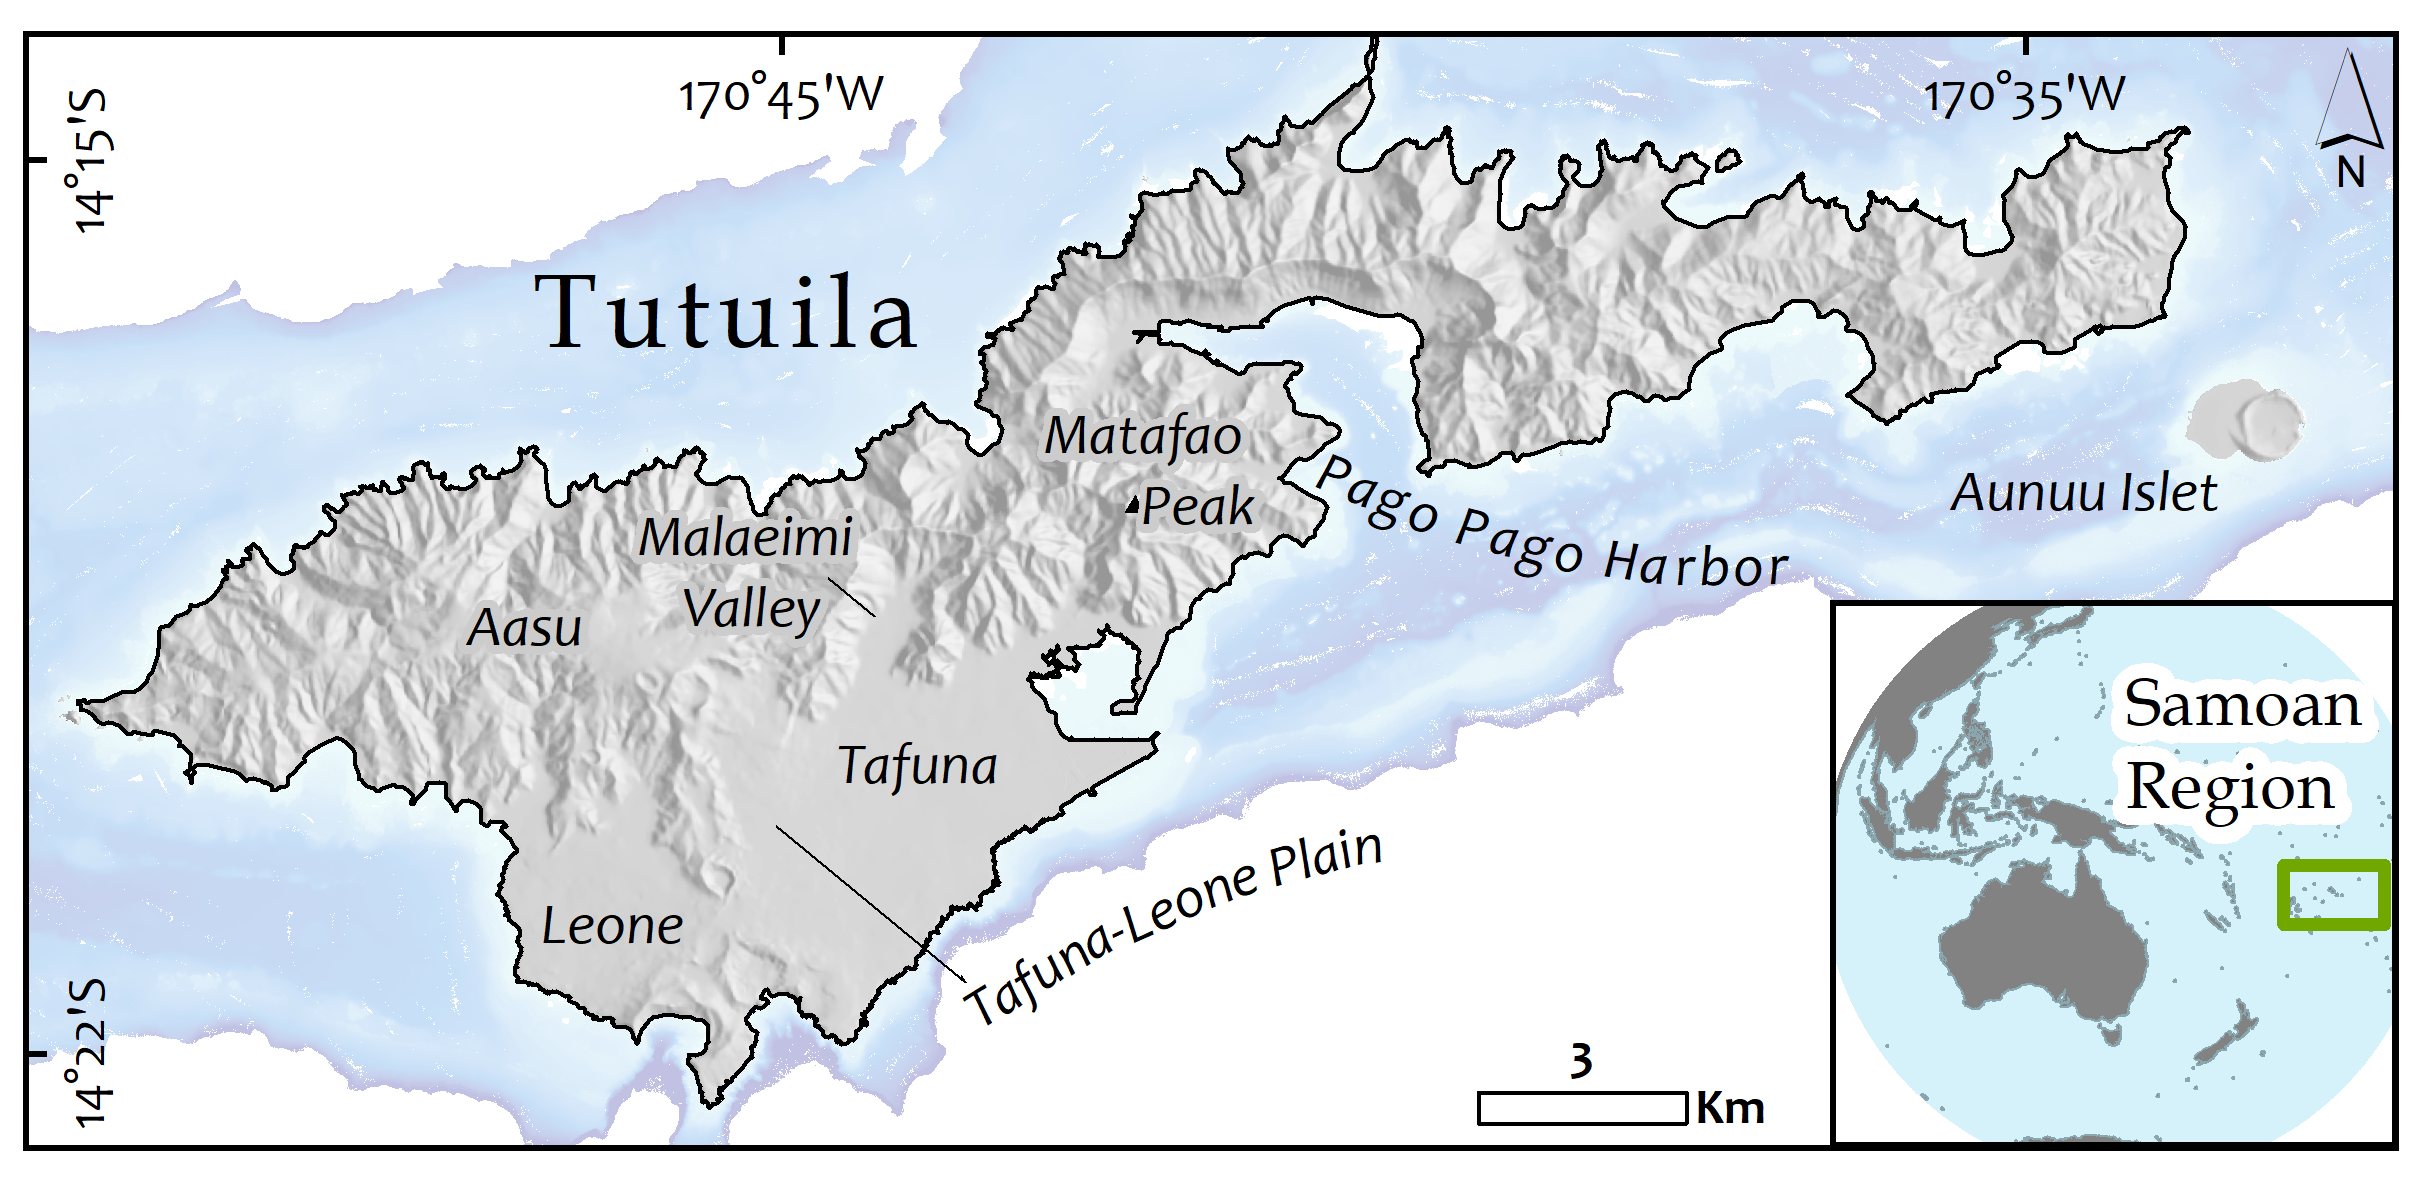 170°45'W
170°35'W
14°15'S
N
Tutuila
Matafao
Peak
Pago Pago Harbor
Aunuu Islet
Malaeimi
Valley
Aasu
Samoan
Region
Tafuna
Tafuna-Leone Plain
Leone
14°22'S
3
Km